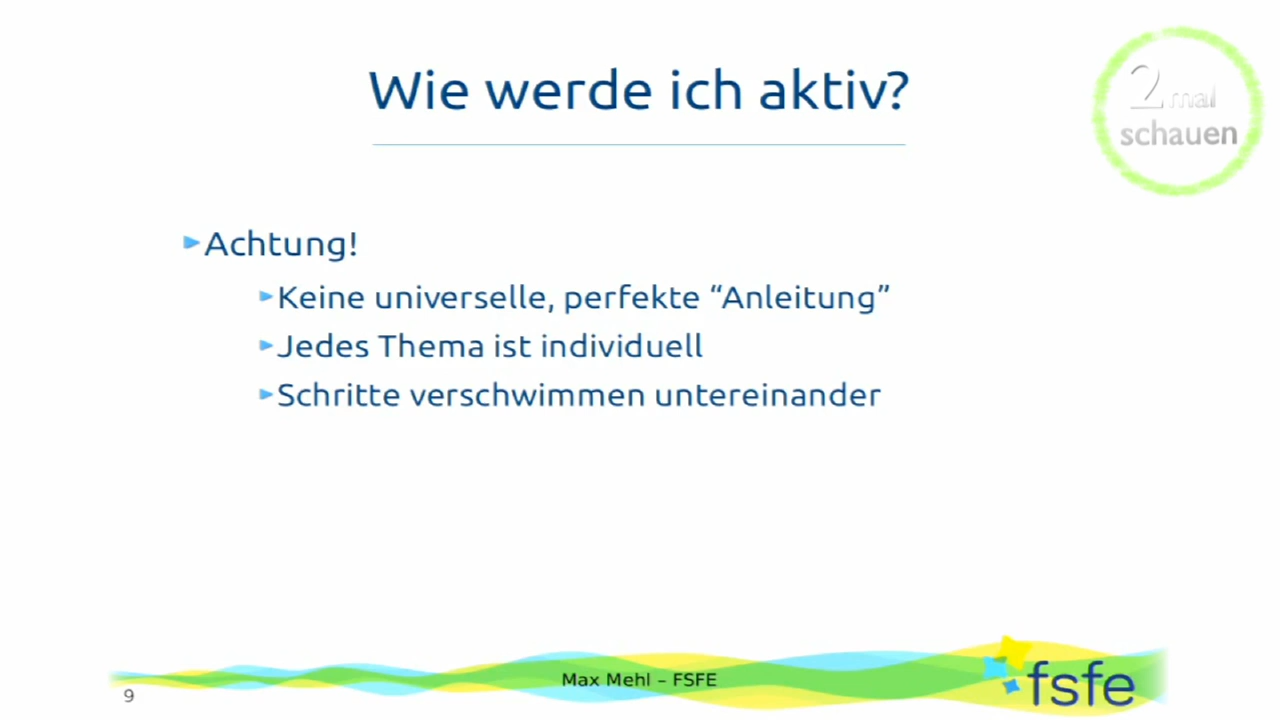 Wie werde ich aktiv?
2 mal
schauen
Achtung!
Keine universelle, perfekte “Anleitung”
Jedes Thema ist individuell
Schritte verschwimmen untereinander
Max Mehl – FSFE
fsfe
9